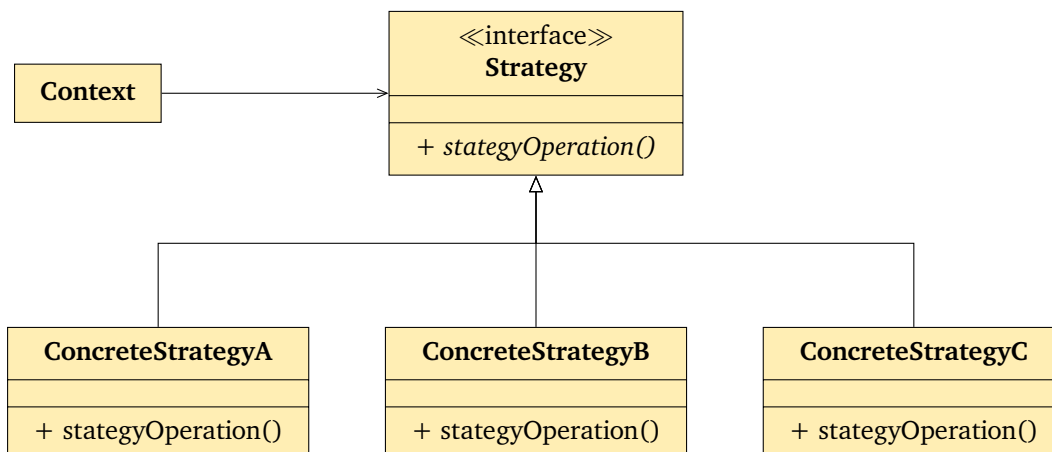 ≪interface≫
Strategy
Context
+ stategyOperation()
ConcreteStrategyA
ConcreteStrategyB
ConcreteStrategyC
+ stategyOperation()
+ stategyOperation()
+ stategyOperation()